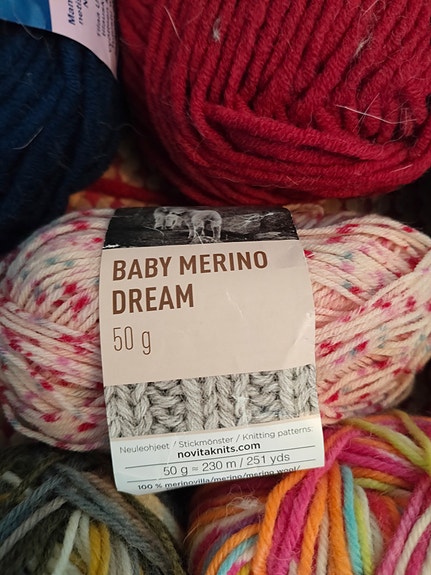 BABY MERINO
DREAM
50 g
Neuleohjeet / Stickmönster / Knitting patterns:
novitaknits.com
50 g ≈ 230 m / 251 yds
100 % merinovilla/merino/merino wool/